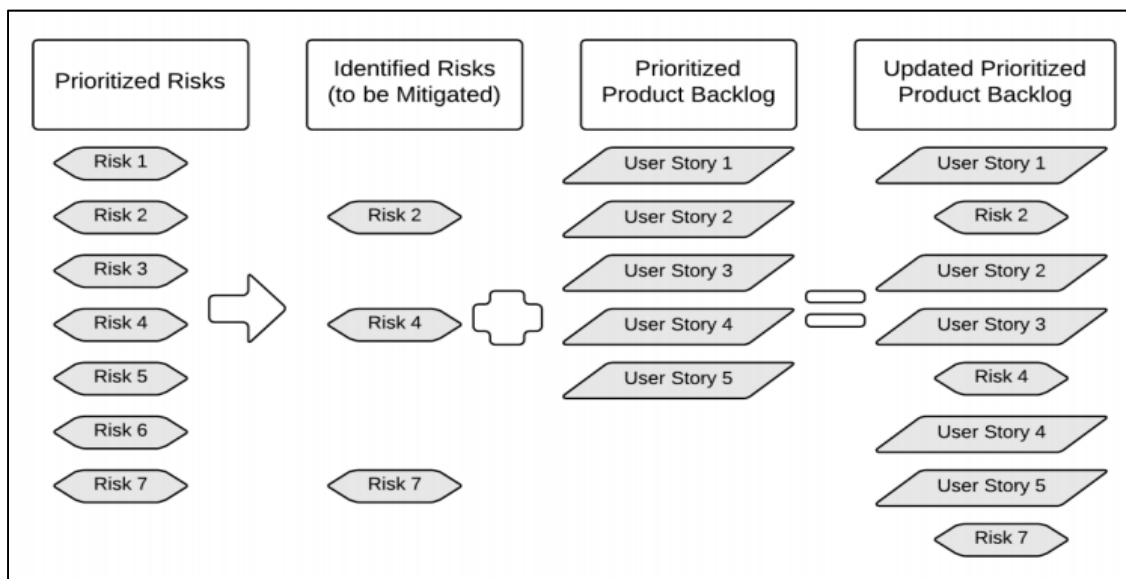 Prioritized Risks
Risk 1
Risk 2
Risk 3
Risk 4
Risk 5
Risk 6
Risk 7
Identified Risks
(to be Mitigated)
Risk 2
Risk 4
Risk 7
Prioritized
Product Backlog
User Story 1
User Story 2
User Story 3
User Story 4
User Story 5
Updated Prioritized
Product Backlog
User Story 1
Risk 2
User Story 2
User Story 3
Risk 4
User Story 4
User Story 5
Risk 7